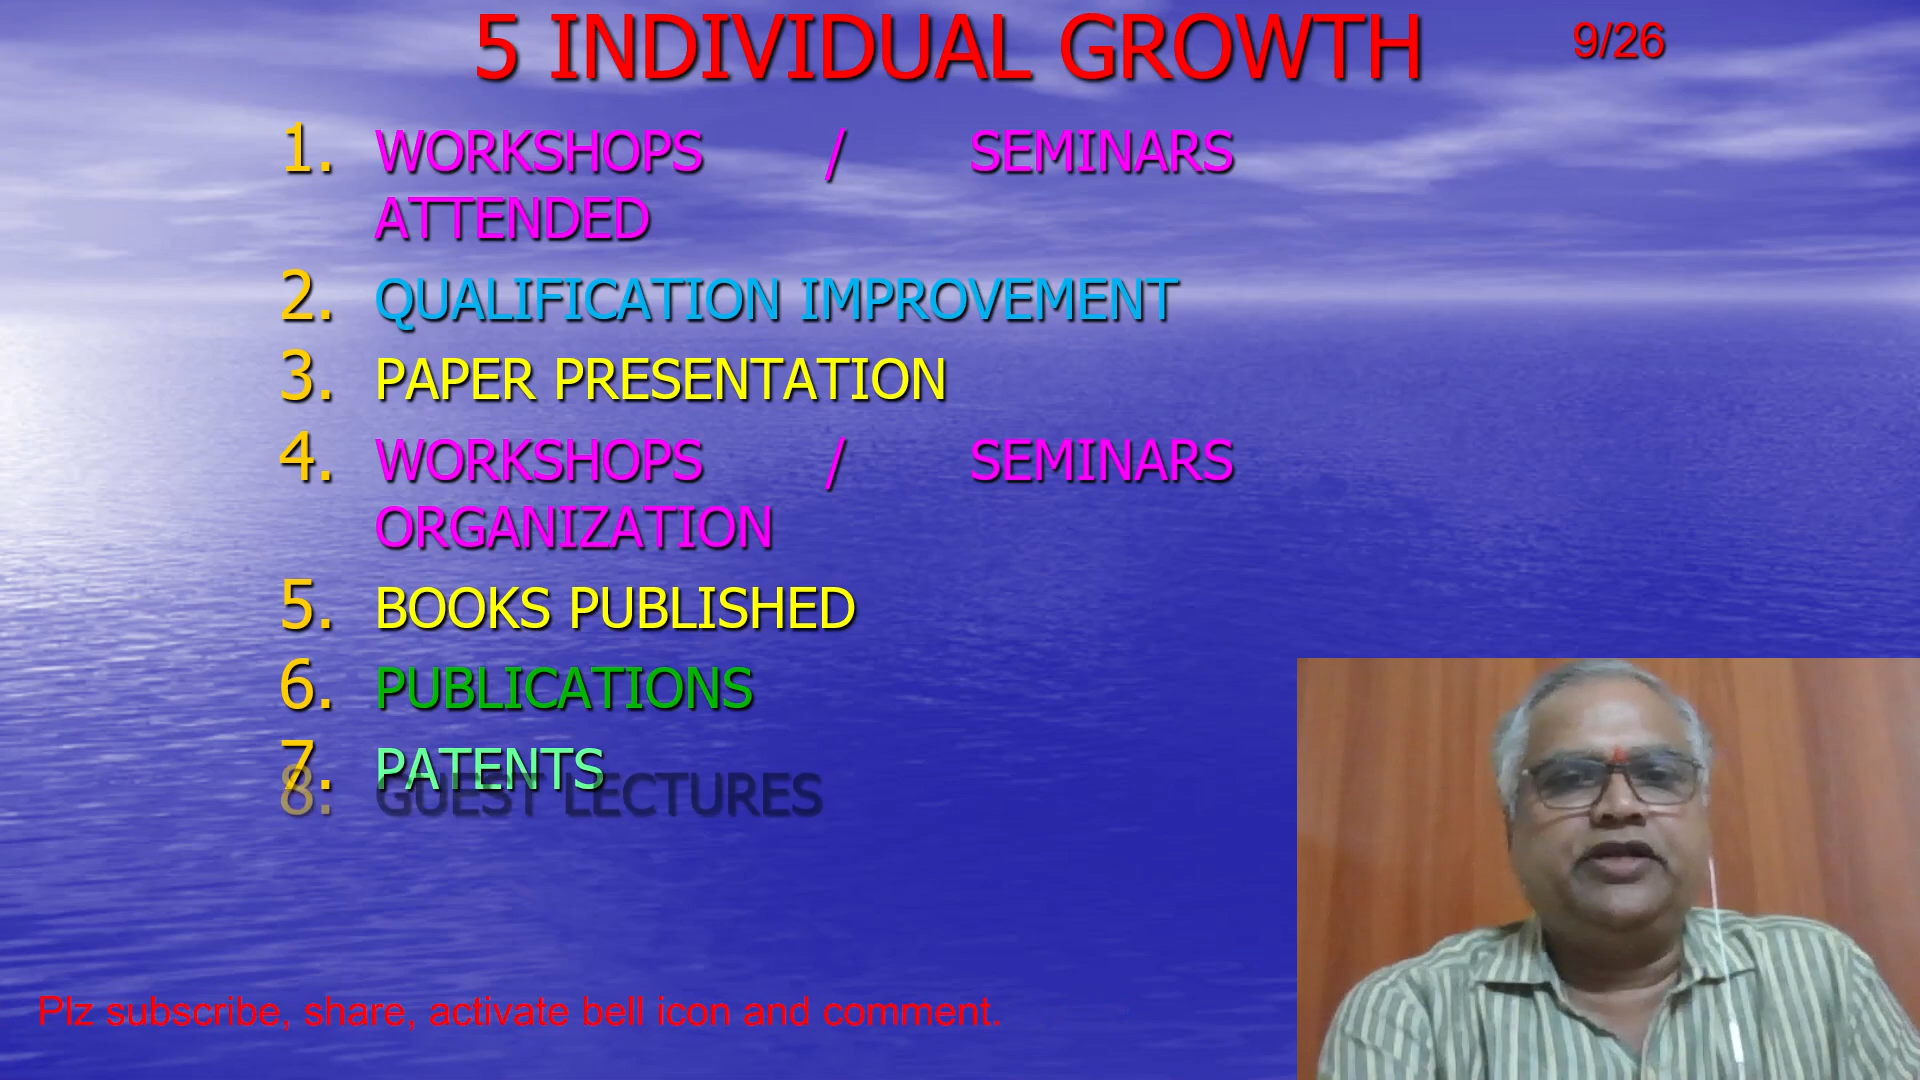 5 INDIVIDUAL GROWTH
9/26
1. WORKSHOPS / SEMINARS
ATTENDED
2. QUALIFICATION IMPROVEMENT
3. PAPER PRESENTATION
4. WORKSHOPS / SEMINARS
ORGANIZATION
5. BOOKS PUBLISHED
6. PUBLICATIONS
7. PATENTS
8. GUEST LECTURES
Plz subscribe, share, activate bell icon and comment.